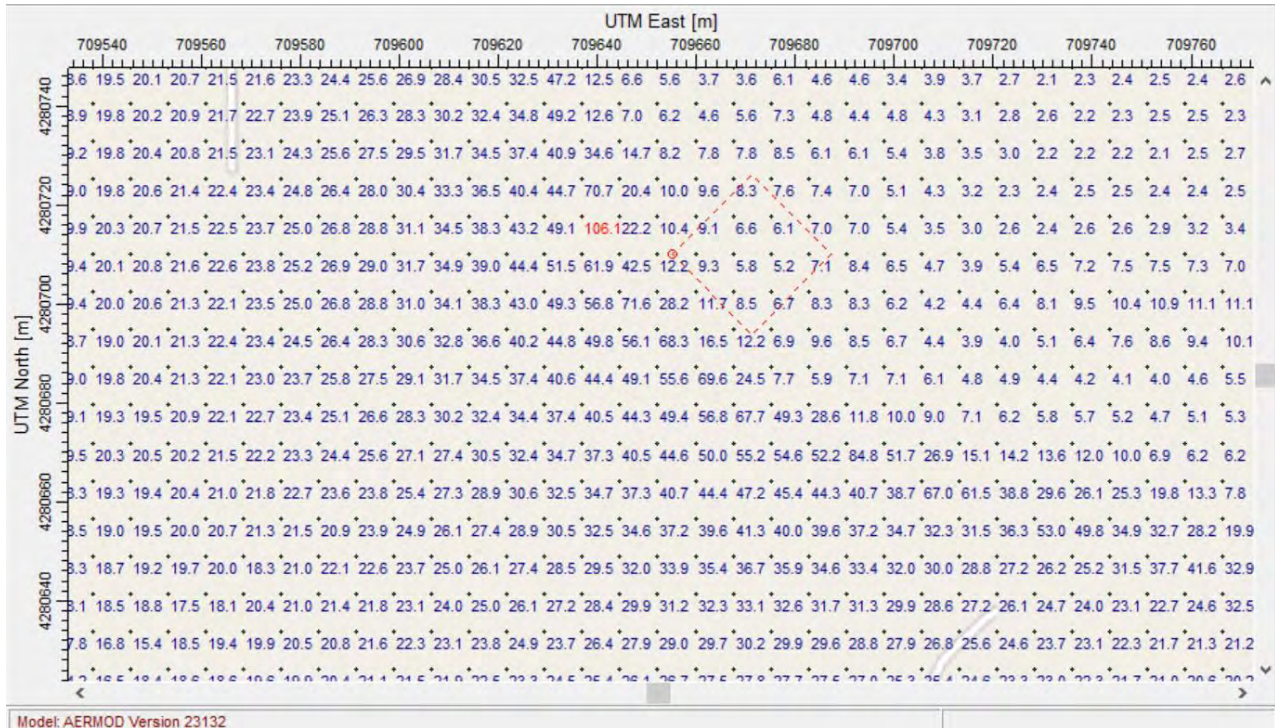 UTM East [m]
709540 709560 709580 709600 709620 709640 709660 709680 709700 709720 709740 709760
3.6 19.5 20.1 20.7 21.5 21.6 23.3 24.4 25.6 26.9 28.4 30.5 32.5 47.2 12.5 6.6 5.6 3.7 3.6 6.1 4.6 4.6 3.4 3.9 3.7 2.7 2.1 2.3 2.4 2.5 2.4 2.6
4280740
3.9 19.8 20.2 20.9 21.7 22.7 23.9 25.1 26.3 28.3 30.2 32.4 34.8 49.2 12.6 7.0 6.2 4.6 5.6 7.3 4.8 4.4 4.8 4.3 3.1 2.8 2.6 2.2 2.3 2.5 2.5 2.3
9.2 19.8 20.4 20.8 21.5 23.1 24.3 25.6 27.5 29.5 31.7 34.5 37.4 40.9 34.6 14.7 8.2 7.8 7.8 8.5 6.1 6.1 5.4 3.8 3.5 3.0 2.2 2.2 2.2 2.1 2.5 2.7
9.0 19.8 20.6 21.4 22.4 23.4 24.8 26.4 28.0 30.4 33.3 36.5 40.4 44.7 70.7 20.4 10.0 9.6 8.3 7.6 7.4 7.0 5.1 4.3 3.2 2.3 2.4 2.5 2.5 2.4 2.4 2.5
4280720
9.9 20.3 20.7 21.5 22.5 23.7 25.0 26.8 28.8 31.1 34.5 38.3 43.2 49.1 106.1 22.2 10.4 9.1 6.6 6.1 7.0 7.0 5.4 3.5 3.0 2.6 2.4 2.6 2.6 2.9 3.2 3.4
9.4 20.1 20.8 21.6 22.6 23.8 25.2 26.9 29.0 31.7 34.9 39.0 44.4 51.5 61.9 42.5 12.2 9.3 5.8 5.2 7.1 8.4 6.5 4.7 3.9 5.4 6.5 7.2 7.5 7.5 7.3 7.0
4280700
9.4 20.0 20.6 21.3 22.1 23.5 25.0 26.8 28.8 31.0 34.1 38.3 43.0 49.3 56.8 71.6 28.2 11.7 8.5 6.7 8.3 8.3 6.2 4.2 4.4 6.4 8.1 9.5 10.4 10.9 11.1 11.1
8.7 19.0 20.1 21.3 22.4 23.4 24.5 26.4 28.3 30.6 32.8 36.6 40.2 44.8 49.8 56.1 68.3 16.5 12.2 6.9 9.6 8.5 6.7 4.4 3.9 4.0 5.1 6.4 7.6 8.6 9.4 10.1
UTM North [m]
9.0 19.8 20.4 21.3 22.1 23.0 23.7 25.8 27.5 29.1 31.7 34.5 37.4 40.6 44.4 49.1 55.6 69.6 24.5 7.7 5.9 7.1 7.1 6.1 4.8 4.9 4.4 4.2 4.1 4.0 4.6 5.5
4280680
9.1 19.3 19.5 20.9 22.1 22.7 23.4 25.1 26.6 28.3 30.2 32.4 34.4 37.4 40.5 44.3 49.4 56.8 67.7 49.3 28.6 11.8 10.0 9.0 7.1 6.2 5.8 5.7 5.2 4.7 5.1 5.3
9.5 20.3 20.5 20.2 21.5 22.2 23.3 24.4 25.6 27.1 27.4 30.5 32.4 34.7 37.3 40.5 44.6 50.0 55.2 54.6 52.2 84.8 51.7 26.9 15.1 14.2 13.6 12.0 10.0 6.9 6.2 6.2
4280660
8.3 19.3 19.4 20.4 21.0 21.8 22.7 23.6 23.8 25.4 27.3 28.9 30.6 32.5 34.7 37.3 40.7 44.4 47.2 45.4 44.3 40.7 38.7 67.0 61.5 38.8 29.6 26.1 25.3 19.8 13.3 7.8
8.5 19.0 19.5 20.0 20.7 21.3 21.5 20.9 23.9 24.9 26.1 27.4 28.9 30.5 32.5 34.6 37.2 39.6 41.3 40.0 39.6 37.2 34.7 32.3 31.5 36.3 53.0 49.8 34.9 32.7 28.2 19.9
8.3 18.7 19.2 19.7 20.0 18.3 21.0 22.1 22.6 23.7 25.0 26.1 27.4 28.5 29.5 32.0 33.9 35.4 36.7 35.9 34.6 33.4 32.0 30.0 28.8 27.2 26.2 25.2 31.5 37.7 41.6 32.9
4280640
8.1 18.5 18.8 17.5 18.1 20.4 21.0 21.4 21.8 23.1 24.0 25.0 26.1 27.2 28.4 29.9 31.2 32.3 33.1 32.6 31.7 31.3 29.9 28.6 27.2 26.1 24.7 24.0 23.1 22.7 24.6 32.5
7.8 16.8 15.4 18.5 19.4 19.9 20.5 20.8 21.6 22.3 23.1 23.8 24.9 23.7 26.4 27.9 29.0 29.7 30.2 29.9 29.6 28.8 27.9 26.8 25.6 24.6 23.7 23.1 22.3 21.7 21.3 21.2
Model: AERMOD Version 23132